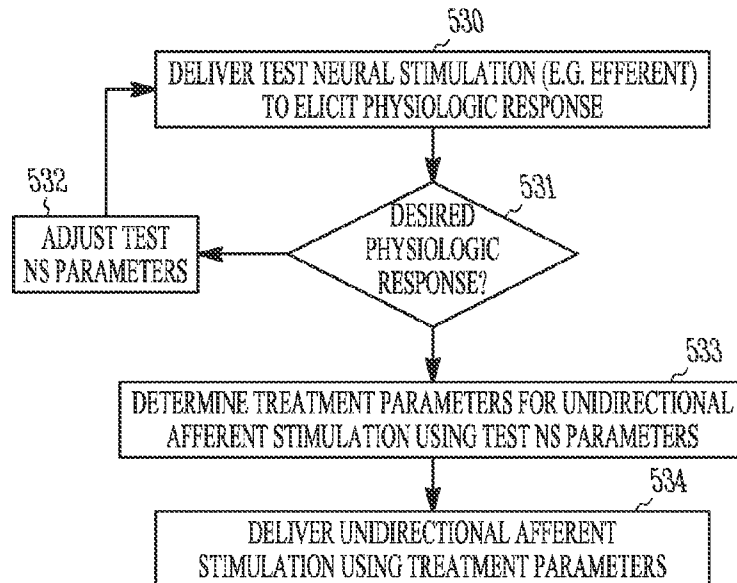 530
DELIVER TEST NEURAL STIMULATION (E.G. EFFERENT)
TO ELICIT PHYSIOLOGIC RESPONSE
532
ADJUST TEST
NS PARAMETERS
531
DESIRED
PHYSIOLOGIC
RESPONSE?
533
DETERMINE TREATMENT PARAMETERS FOR UNIDIRECTIONAL
AFFERENT STIMULATION USING TEST NS PARAMETERS
534
DELIVER UNIDIRECTIONAL AFFERENT
STIMULATION USING TREATMENT PARAMETERS